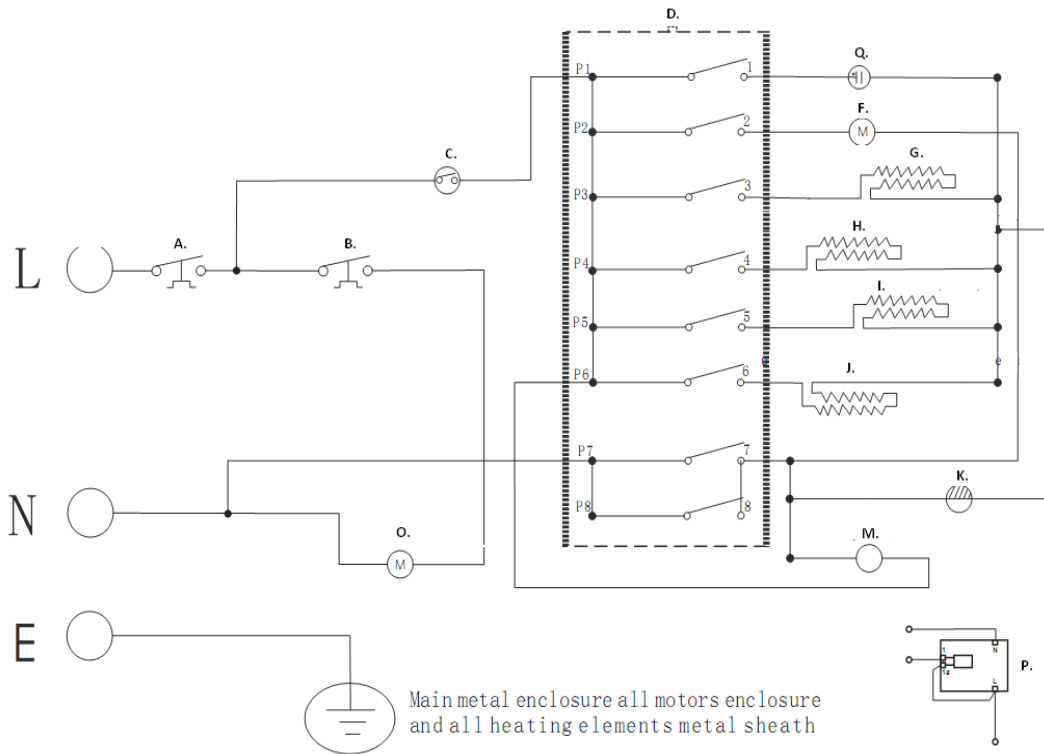 D.
P1
1
Q.
P2
2
F.
M
C.
G.
P3
3
L
A.
B.
H.
P4
4
I.
P5
5
P6
6
J.
e
P7
7
K.
N
P8
8
O.
M
M.
E
N
1
1a
L
P.
Main metal enclosure all motors enclosure
and all heating elements metal sheath